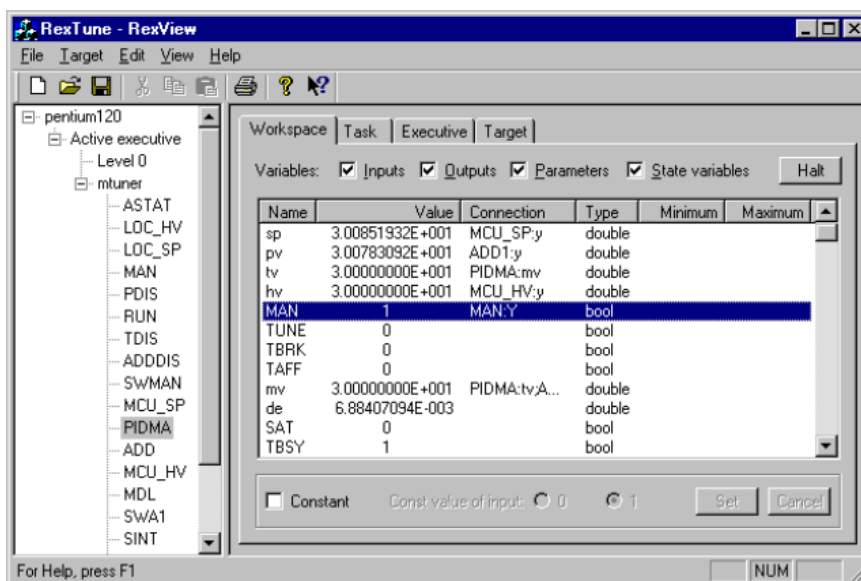 RexTune - RexView
File Target Edit View Help
pentium120
Active executive
Level 0
mtuner
ASTAT
LOC_HV
LOC_SP
MAN
PDIS
RUN
TDIS
ADDDIS
SWMAN
MCU_SP
PIDMA
ADD
MCU_HV
MDL
SWA1
SINT
Workspace Task Executive Target
Variables: Inputs Outputs Parameters State variables Halt
Name Value Connection Type Minimum Maximum
sp 3.00851932E+001 MCU_SP:y double
pv 3.00783092E+001 ADD1:y double
tv 3.00000000E+001 PIDMA:mv double
hv 3.00000000E+001 MCU_HV:y double
MAN 1 MAN:Y bool
TUNE 0 bool
TBRK 0 bool
TAFF 0 bool
mv 3.00000000E+001 PIDMA:tv;A... double
de 6.88407094E-003 double
SAT 0 bool
TBSY 1 bool
Constant Const value of input: 0 1 Set Cancel
For Help, press F1 NUM